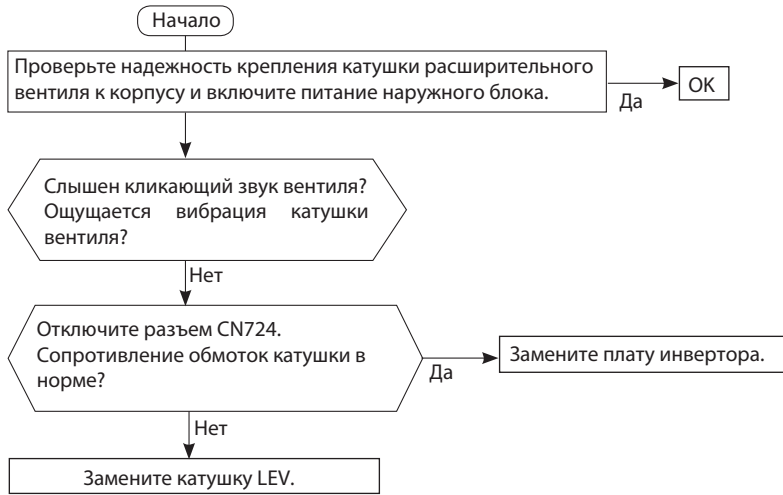 Начало
Проверьте надежность крепления катушки расширительного
вентиля к корпусу и включите питание наружного блока.
Да
OK
Слышен кликающий звук вентиля?
Ощущается вибрация катушки
вентиля?
Нет
Отключите разъем CN724.
Сопротивление обмоток катушки в
норме?
Да
Замените плату инвертора.
Нет
Замените катушку LEV.